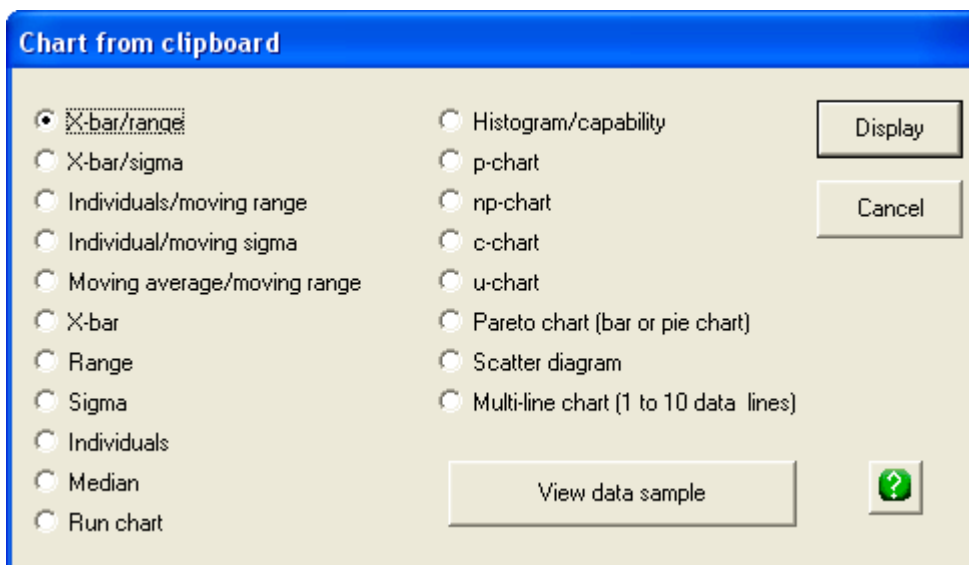 Chart from clipboard
X-bar/range
X-bar/sigma
Individuals/moving range
Individual/moving sigma
Moving average/moving range
X-bar
Range
Sigma
Individuals
Median
Run chart
Histogram/capability
p-chart
np-chart
c-chart
u-chart
Pareto chart (bar or pie chart)
Scatter diagram
Multi-line chart (1 to 10 data lines)
View data sample
Display
Cancel
?